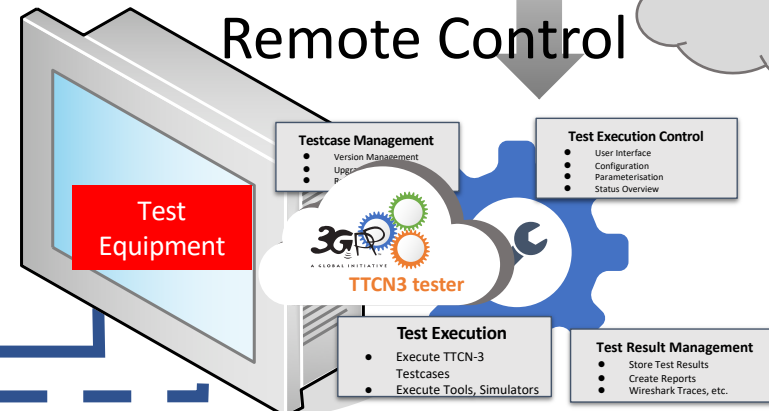 Remote Control
Testcase Management
● Version Management
Test Execution Control
● User Interface
● Configuration
● Parameterisation
● Status Overview
Test
Equipment
3GPP
A GLOBAL INITIATIVE
TTCN3 tester
Test Execution
● Execute TTCN-3
Testcases
● Execute Tools, Simulators
Test Result Management
● Store Test Results
● Create Reports
● Wireshark Traces, etc.